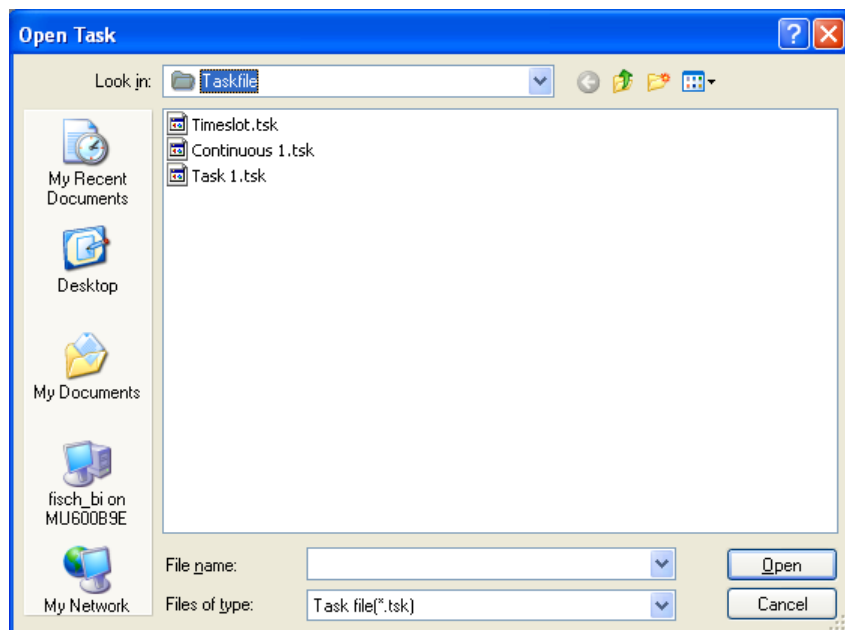 Open Task
Look in: Taskfile
Timeslot.tsk
Continuous 1.tsk
Task 1.tsk
My Recent
Documents
Desktop
My Documents
fisch_bi on
MU600B9E
My Network
File name:
Open
Files of type: Task file(*.tsk)
Cancel